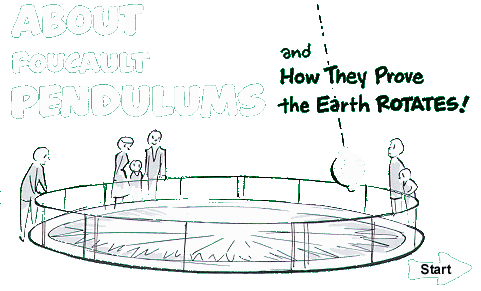 ABOUT
FOUCAULT
PENDULUMS
and
How They Prove
the Earth ROTATES!
Start